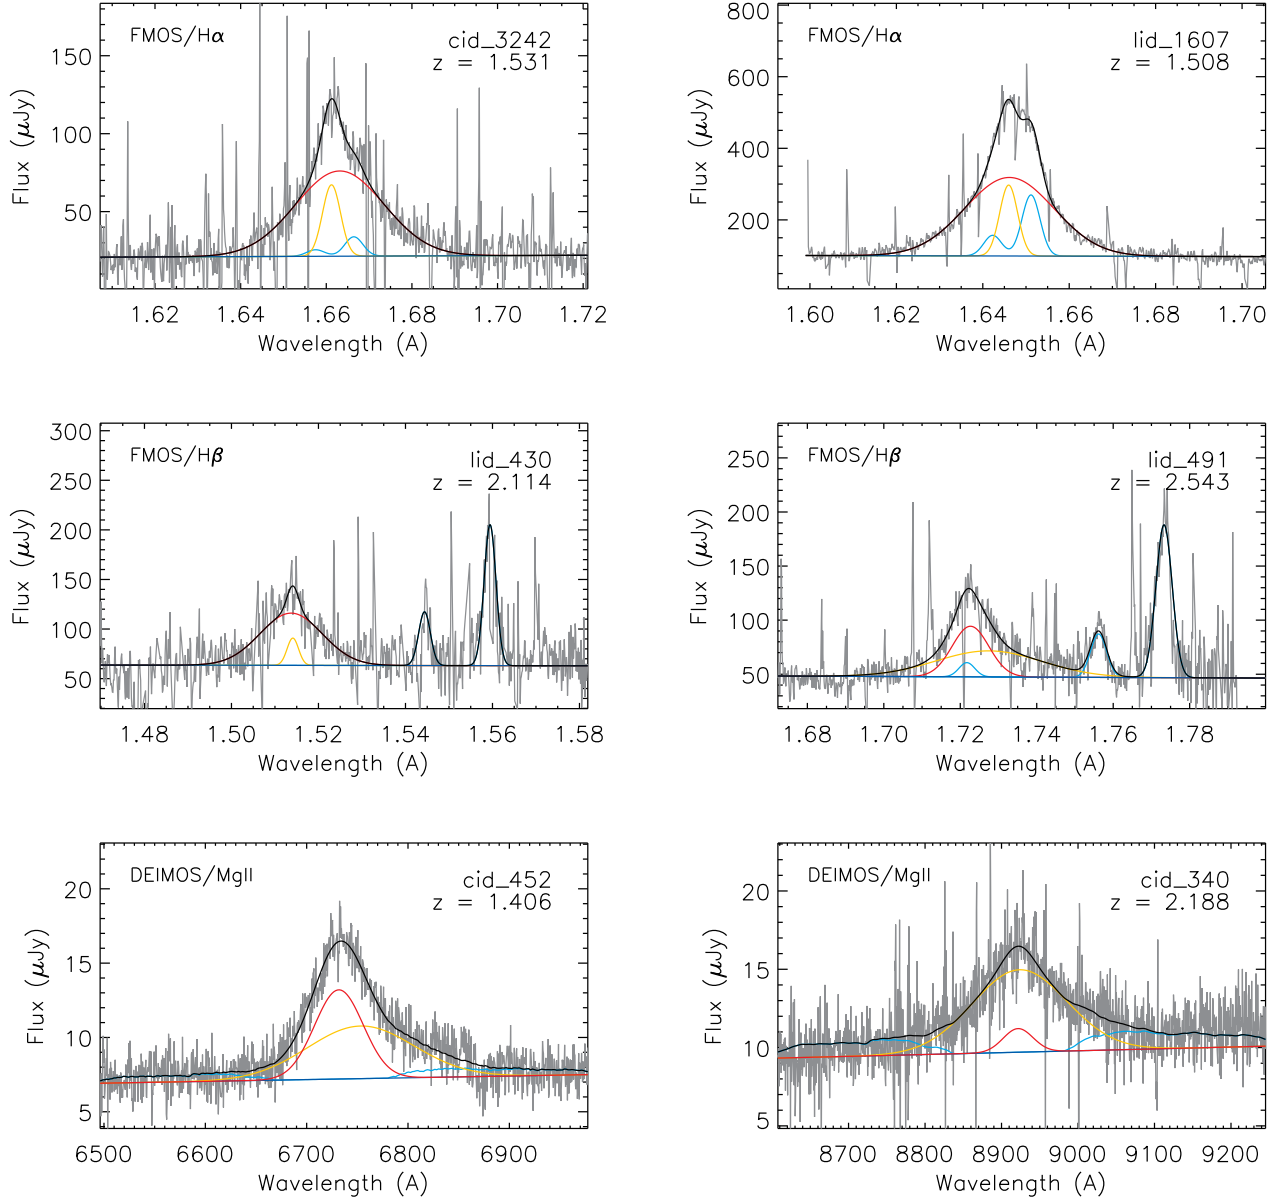 FMOS/Hα
cid_3242
z = 1.531
150
100
50
Flux (μJy)
1.62 1.64 1.66 1.68 1.70 1.72
Wavelength (A)
FMOS/Hα
lid_1607
z = 1.508
800
600
400
200
Flux (μJy)
1.60 1.62 1.64 1.66 1.68 1.70
Wavelength (A)
FMOS/Hβ
lid_430
z = 2.114
300
250
200
150
100
50
Flux (μJy)
1.48 1.50 1.52 1.54 1.56 1.58
Wavelength (A)
FMOS/Hβ
lid_491
z = 2.543
250
200
150
100
50
Flux (μJy)
1.68 1.70 1.72 1.74 1.76 1.78
Wavelength (A)
DEIMOS/MgII
cid_452
z = 1.406
20
15
10
5
Flux (μJy)
6500 6600 6700 6800 6900
Wavelength (A)
DEIMOS/MgII
cid_340
z = 2.188
20
15
10
5
Flux (μJy)
8700 8800 8900 9000 9100 9200
Wavelength (A)